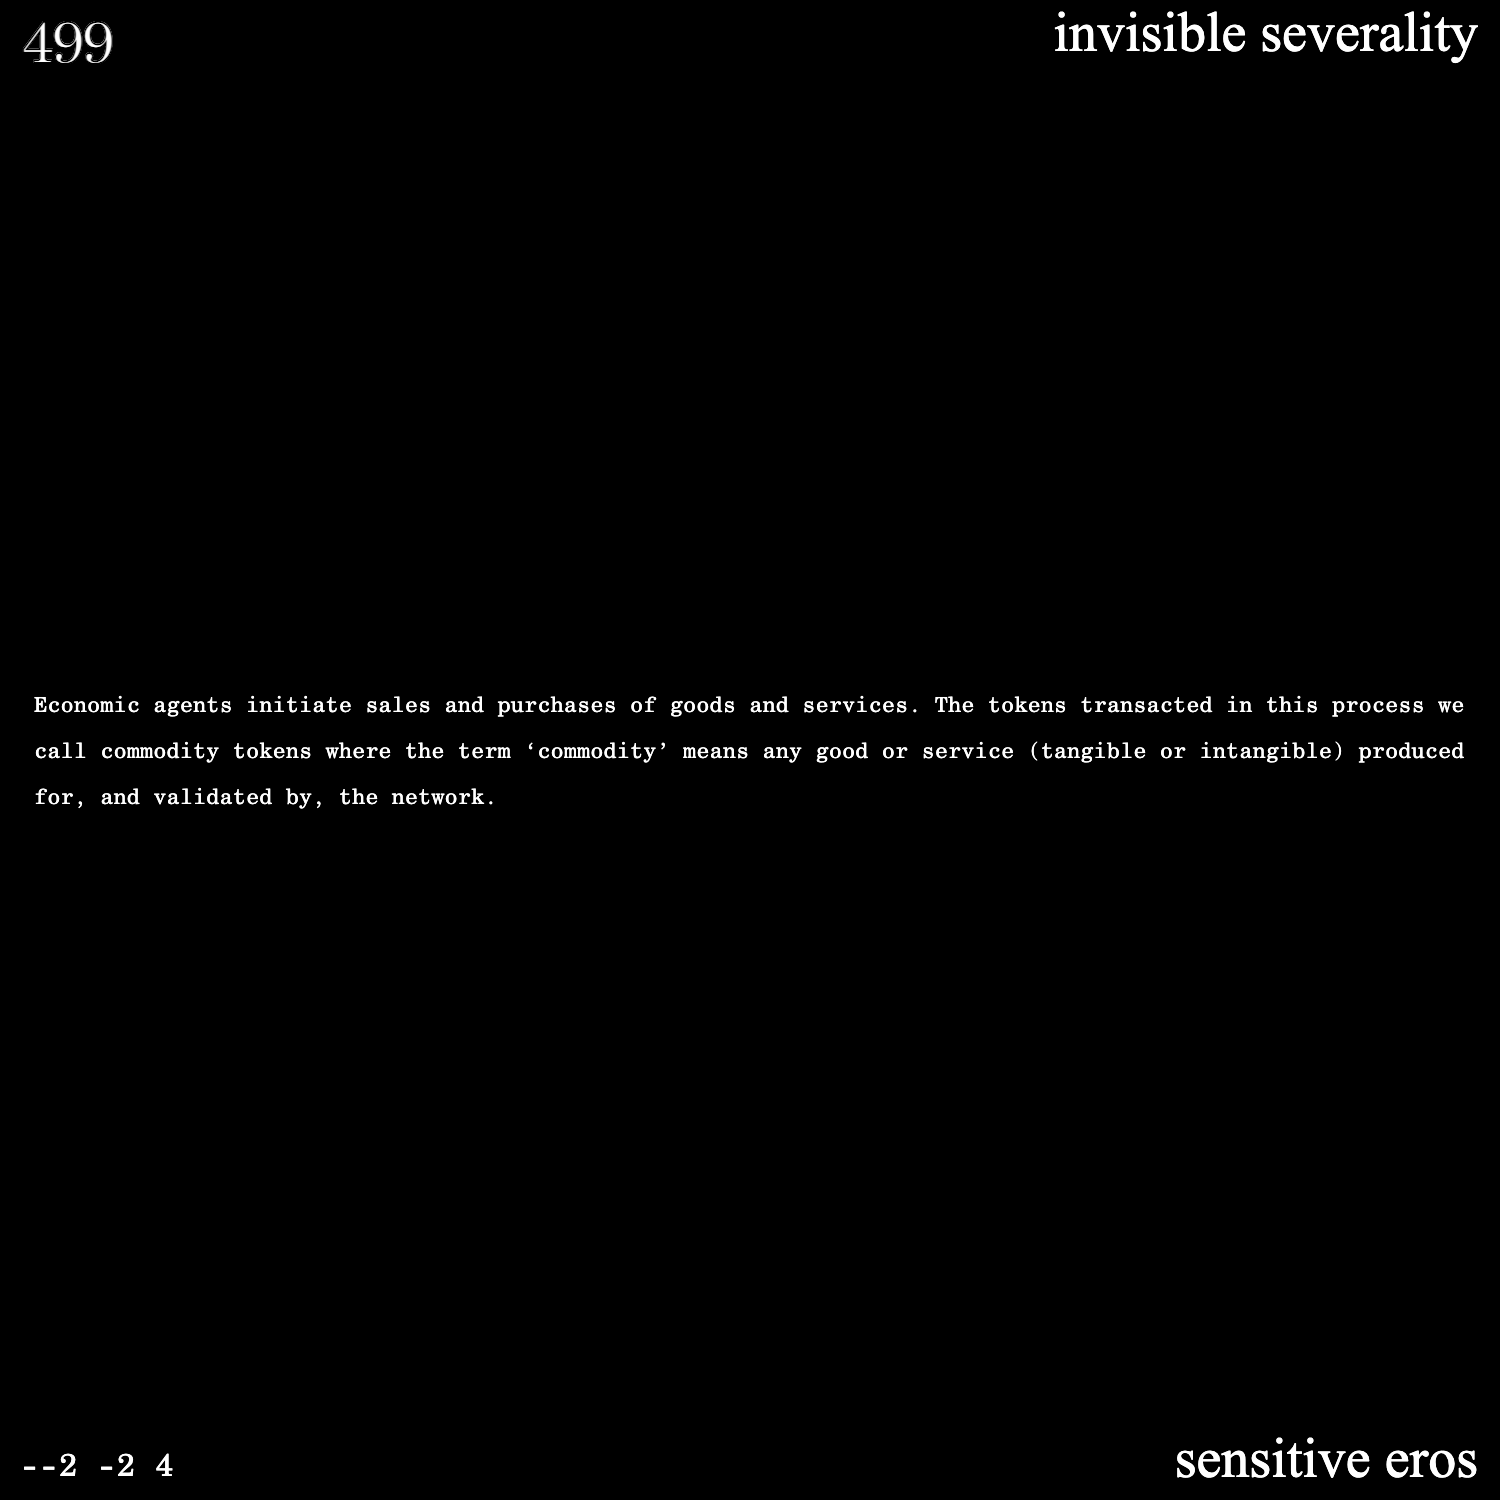 499
invisible severality
Economic agents initiate sales and purchases of goods and services. The tokens transacted in this process we
call commodity tokens where the term ‘commodity’ means any good or service (tangible or intangible) produced
for, and validated by, the network.
--2 -2 4
sensitive eros